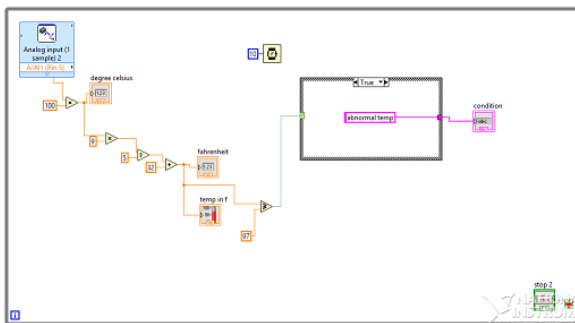 Analog input (1
sample) 2
A/AI1 (Pin 5)
10
True
degree celsius
100
condition
abnormal temp
9
5
32
fahrenheit
temp in f
97
stop 2
i